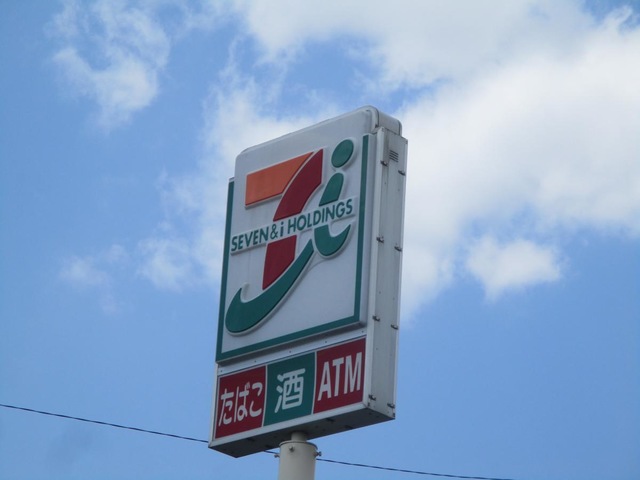 SEVEN & i HOLDINGS
たばこ 酒 ATM